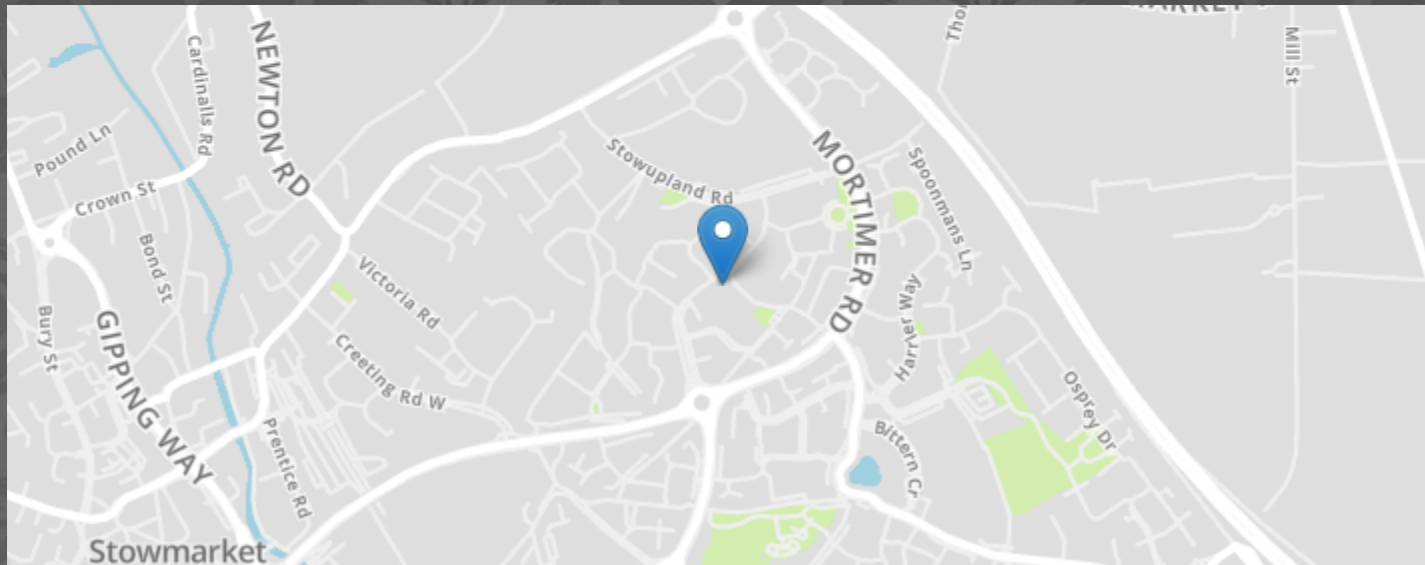 NEWTON RD
Cardinalls Rd
Mill St
Pound Ln
MORTIMER RD
Stowupland Rd
Spoonmans Ln
Crown St
Bond St
Victoria Rd
Harrier Way
Bury St
GIPPING WAY
Creeting Rd W
Osprey Dr
Prentice Rd
Bittern Cr
Stowmarket